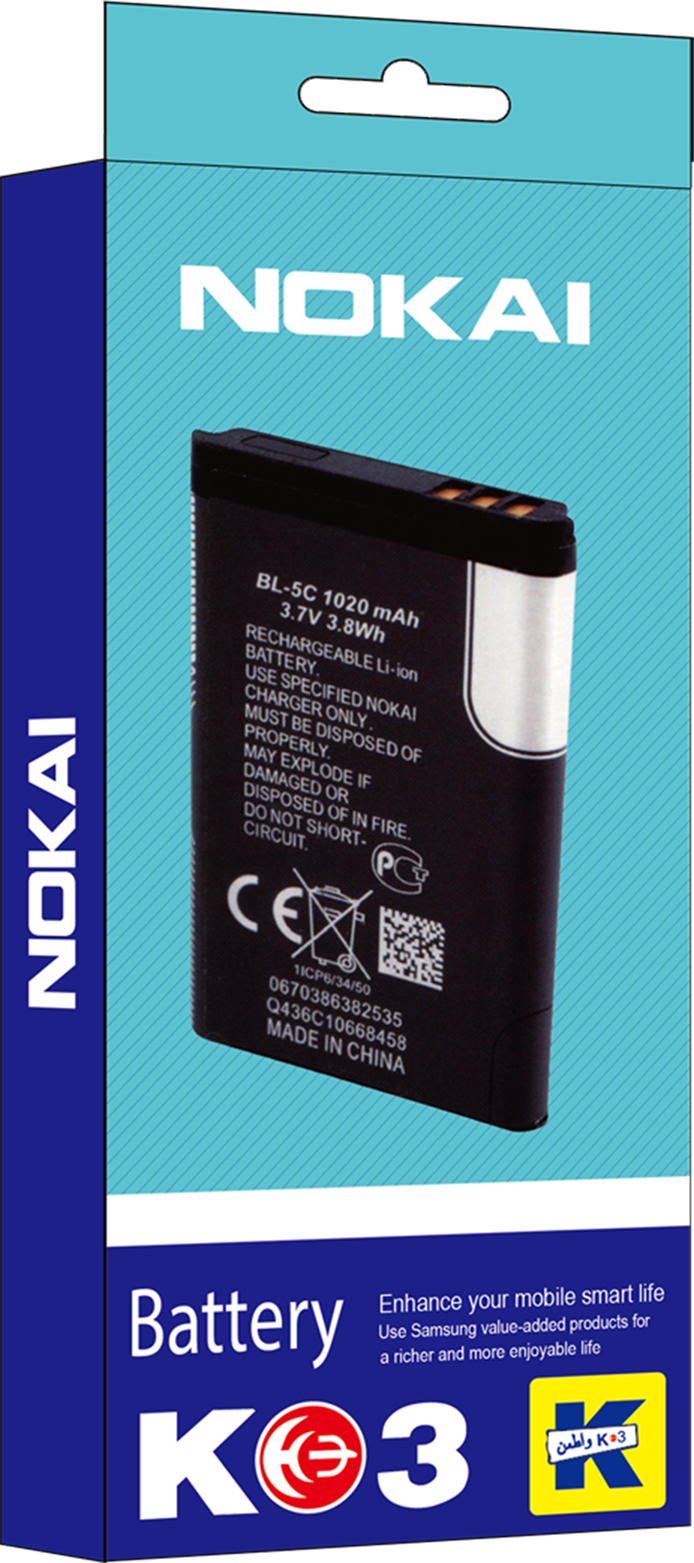 NOKAI
NOKAI
BL-5C 1020 mAh
3.7V 3.8Wh
RECHARGEABLE Li-ion
BATTERY.
USE SPECIFIED NOKAI
CHARGER ONLY.
MUST BE DISPOSED OF
PROPERLY.
MAY EXPLODE IF
DAMAGED OR
DISPOSED OF IN FIRE.
DO NOT SHORT-
CIRCUIT.
PCT
CE
1ICP6/34/50
0670386382535
Q436C10668458
MADE IN CHINA
Battery
Enhance your mobile smart life
Use Samsung value-added products for
a richer and more enjoyable life
K 3
K
K•3 واطمن